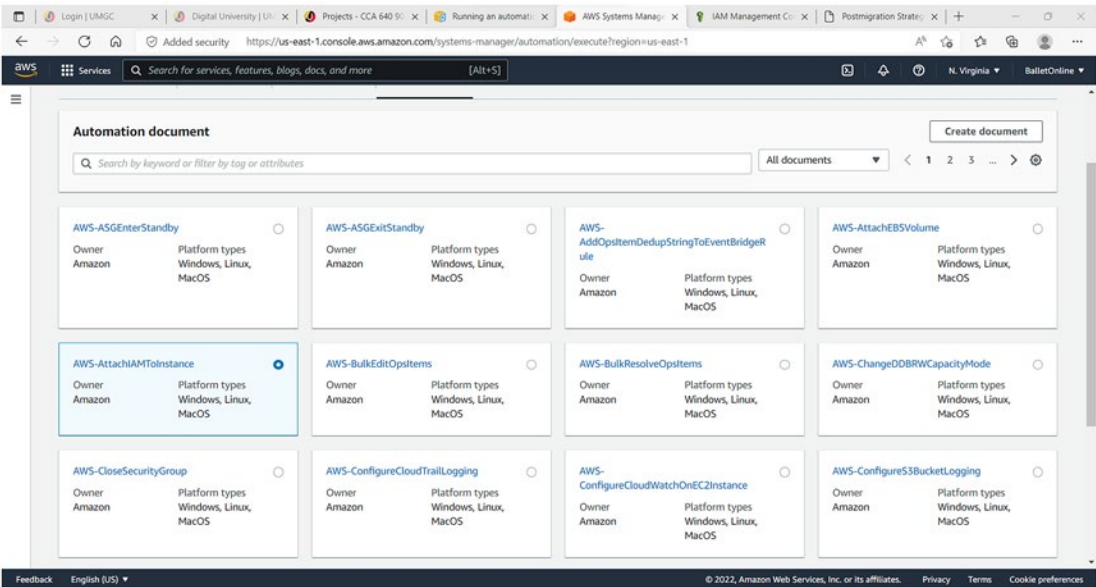 Login | UMGC
Digital University | U
Projects - CCA 640 90
Running an automatic
AWS Systems Manage
IAM Management Co
Postmigration Strateg
Added security https://us-east-1.console.aws.amazon.com/systems-manager/automation/execute?region=us-east-1
aws Services Search for services, features, blogs, docs, and more [Alt+S] N. Virginia ▼ BalletOnline ▼
Automation document
Create document
Search by keyword or filter by tag or attributes
All documents ▼
< 1 2 3 ... >
AWS-ASGEnterStandby
Owner Platform types
Amazon Windows, Linux,
MacOS
AWS-ASGExitStandby
Owner Platform types
Amazon Windows, Linux,
MacOS
AWS-
AddOpsItemDedupStringToEventBridgeR
ule
Owner Platform types
Amazon Windows, Linux,
MacOS
AWS-AttachEBSVolume
Owner Platform types
Amazon Windows, Linux,
MacOS
AWS-AttachIAMToInstance
Owner Platform types
Amazon Windows, Linux,
MacOS
AWS-BulkEditOpsItems
Owner Platform types
Amazon Windows, Linux,
MacOS
AWS-BulkResolveOpsItems
Owner Platform types
Amazon Windows, Linux,
MacOS
AWS-ChangeDDBRWCapacityMode
Owner Platform types
Amazon Windows, Linux,
MacOS
AWS-CloseSecurityGroup
Owner Platform types
Amazon Windows, Linux,
MacOS
AWS-ConfigureCloudTrailLogging
Owner Platform types
Amazon Windows, Linux,
MacOS
AWS-
ConfigureCloudWatchOnEC2Instance
Owner Platform types
Amazon Windows, Linux,
MacOS
AWS-ConfigureS3BucketLogging
Owner Platform types
Amazon Windows, Linux,
MacOS
Feedback English (US) ▼ © 2022, Amazon Web Services, Inc. or its affiliates. Privacy Terms Cookie preferences